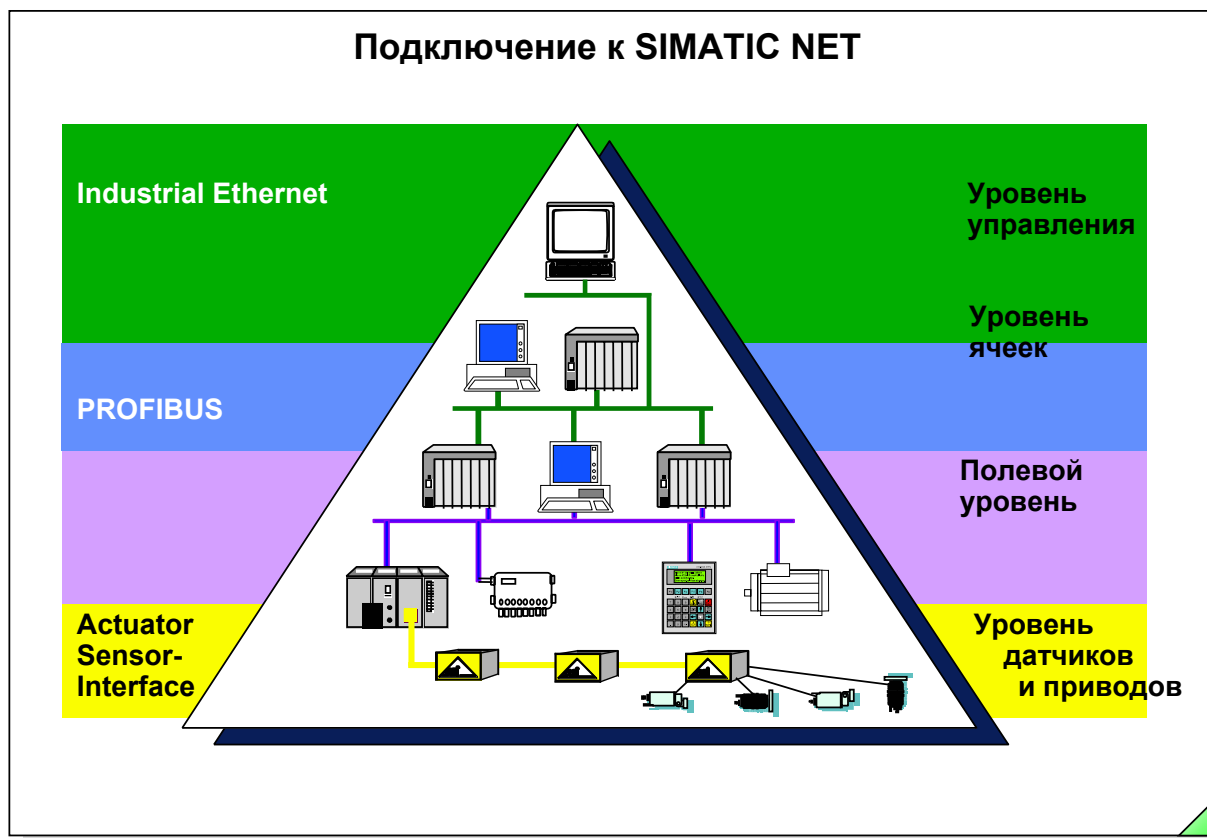 Подключение к SIMATIC NET
Industrial Ethernet
Уровень
управления
Уровень
ячеек
PROFIBUS
Полевой
уровень
Actuator
Sensor-
Interface
Уровень
датчиков
и приводов